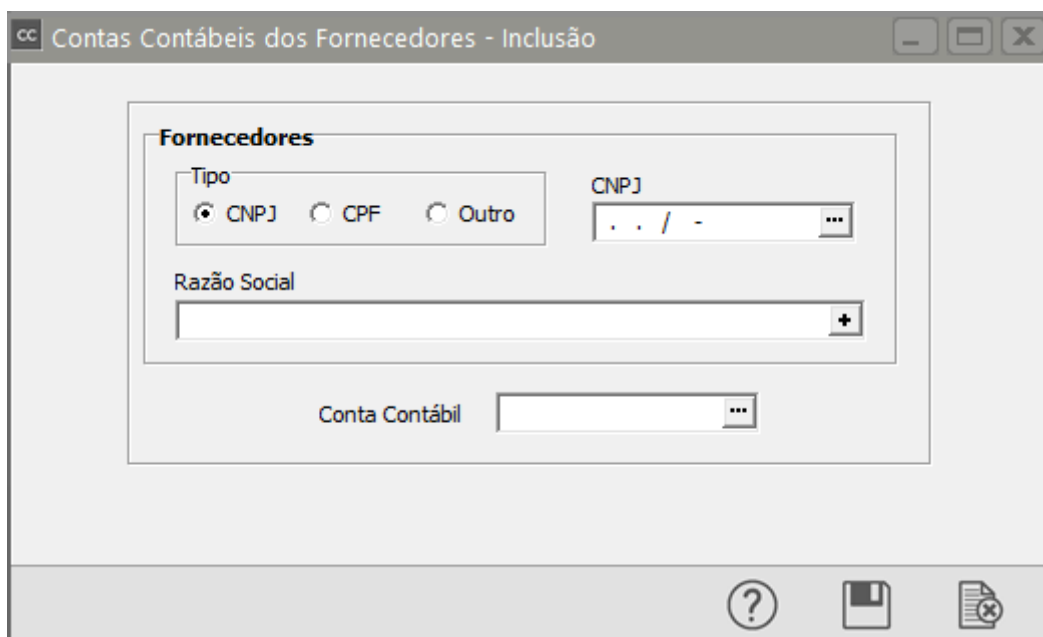 CC Contas Contábeis dos Fornecedores - Inclusão
Fornecedores
Tipo
CNPJ CPF Outro
CNPJ
. . / - ...
Razão Social
+
Conta Contábil ...
?